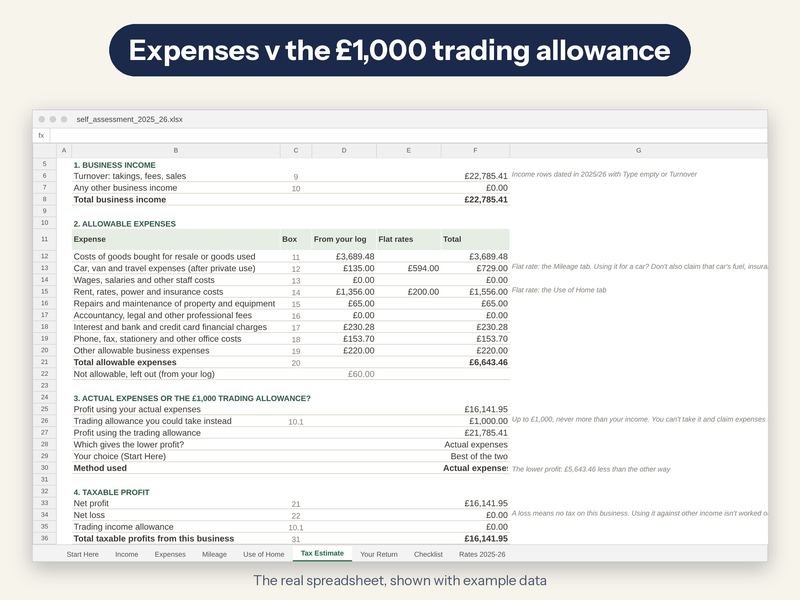 Expenses v the £1,000 trading allowance
self_assessment_2025_26.xlsx
fx
A B C D E F G
5 1. BUSINESS INCOME
6 Turnover: takings, fees, sales 9 £22,785.41 Income rows dated in 2025/26 with Type empty or Turnover
7 Any other business income 10 £0.00
8 Total business income £22,785.41
9
10 2. ALLOWABLE EXPENSES
11 Expense Box From your log Flat rates Total
12 Costs of goods bought for resale or goods used 11 £3,689.48 £3,689.48
13 Car, van and travel expenses (after private use) 12 £135.00 £594.00 £729.00 Flat rate: the Mileage tab. Using it for a car? Don't also claim that car's fuel, insura
14 Wages, salaries and other staff costs 13 £0.00 £0.00
15 Rent, rates, power and insurance costs 14 £1,356.00 £200.00 £1,556.00 Flat rate: the Use of Home tab
16 Repairs and maintenance of property and equipment 15 £65.00 £65.00
17 Accountancy, legal and other professional fees 16 £0.00 £0.00
18 Interest and bank and credit card financial charges 17 £230.28 £230.28
19 Phone, fax, stationery and other office costs 18 £153.70 £153.70
20 Other allowable business expenses 19 £220.00 £220.00
21 Total allowable expenses 20 £6,643.46
22 Not allowable, left out (from your log) £60.00
23
24 3. ACTUAL EXPENSES OR THE £1,000 TRADING ALLOWANCE?
25 Profit using your actual expenses £16,141.95
26 Trading allowance you could take instead 10.1 £1,000.00 Up to £1,000, never more than your income. You can't take it and claim expenses
27 Profit using the trading allowance £21,785.41
28 Which gives the lower profit? Actual expenses
29 Your choice (Start Here) Best of the two
30 Method used Actual expenses The lower profit: £5,643.46 less than the other way
31
32 4. TAXABLE PROFIT
33 Net profit 21 £16,141.95
34 Net loss 22 £0.00 A loss means no tax on this business. Using it against other income isn't worked o
35 Trading income allowance 10.1 £0.00
36 Total taxable profits from this business 31 £16,141.95
Start Here Income Expenses Mileage Use of Home Tax Estimate Your Return Checklist Rates 2025-26
The real spreadsheet, shown with example data